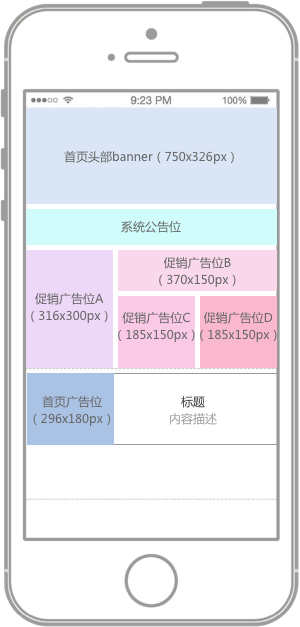 9:23 PM 100%
首页头部banner（750x326px）
系统公告位
促销广告位A
（316x300px）
促销广告位B
（370x150px）
促销广告位C
（185x150px）
促销广告位D
（185x150px）
首页广告位
（296x180px）
标题
内容描述